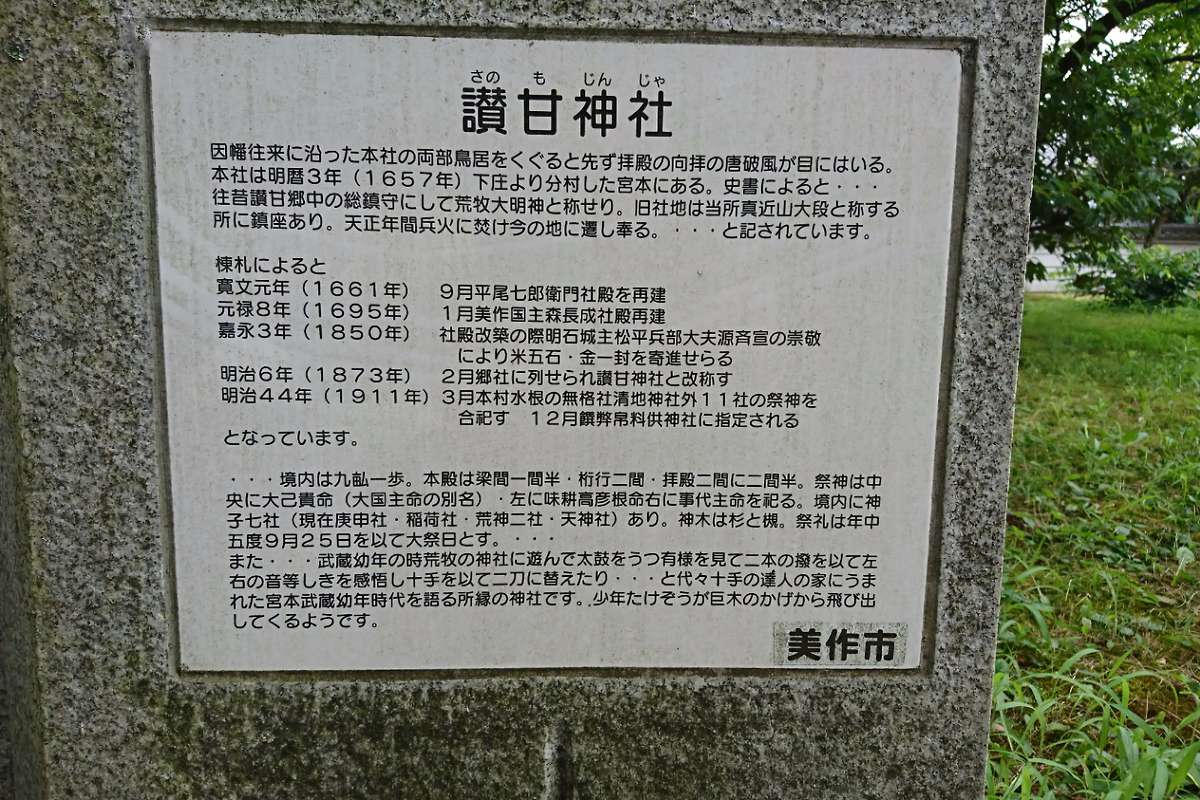 さのもじんじゃ
讃甘神社
因幡往来に沿った本社の両部鳥居をくぐると先ず拝殿の向拝の唐破風が目にはいる。
本社は明暦3年(1657年)下庄より分村した宮本にある。史書によると・・・
往昔讃甘郷中の総鎮守にして荒牧大明神と称せり。旧社地は当所真近山大段と称する
所に鎮座あり。天正年間兵火に焚け今の地に遷し奉る。・・・と記されています。
棟札によると
寛文元年(1661年) 9月平尾七郎衛門社殿を再建
元禄8年(1695年) 1月美作国主森長成社殿再建
嘉永3年(1850年) 社殿改築の際明石城主松平兵部大夫源斉宣の崇敬
により米五石・金一封を寄進せらる
明治6年(1873年) 2月郷社に列せられ讃甘神社と改称す
明治44年(1911年)3月本村水根の無格社清地神社外11社の祭神を
合祀す 12月饌弊帛料供神社に指定される
となっています。
・・・境内は九畆一歩。本殿は梁間一間半・桁行二間・拝殿二間に二間半。祭神は中
央に大己貴命(大国主命の別名)・左に味耕高彦根命右に事代主命を祀る。境内に神
子七社(現在庚申社・稲荷社・荒神二社・天神社)あり。神木は杉と槻。祭礼は年中
五度9月25日を以て大祭日とす。・・・
また・・・武蔵幼年の時荒牧の神社に遊んで太鼓をうつ有様を見て二本の撥を以て左
右の音等しきを感悟し十手を以て二刀に替えたり・・・と代々十手の達人の家にうま
れた宮本武蔵幼年時代を語る所縁の神社です。少年たけぞうが巨木のかげから飛び出
してくるようです。
美作市